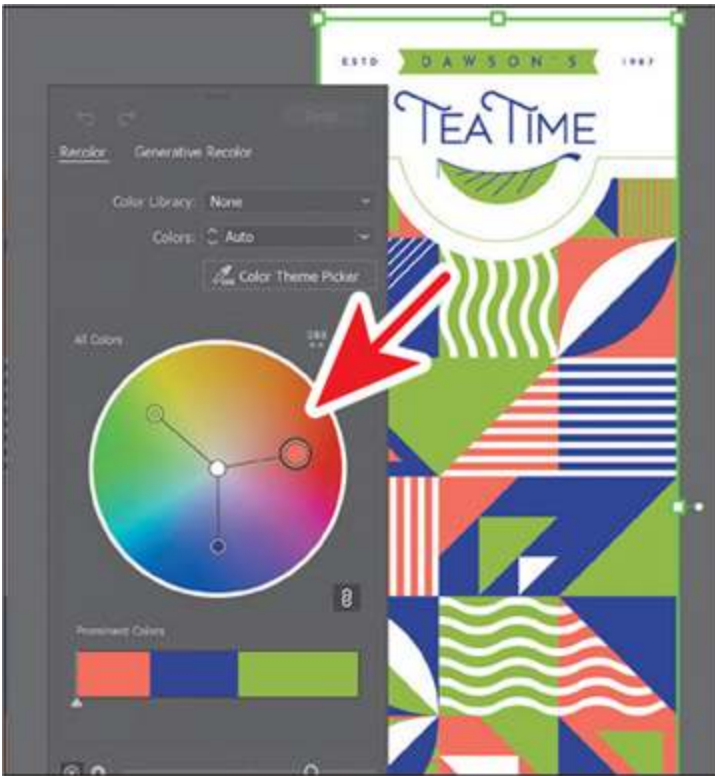 ESTD DAWSON'S 1987
TEA TIME
Recolor Generative Recolor
Color Library: None
Colors: Auto
Color Theme Picker
All Colors
Prominent Colors